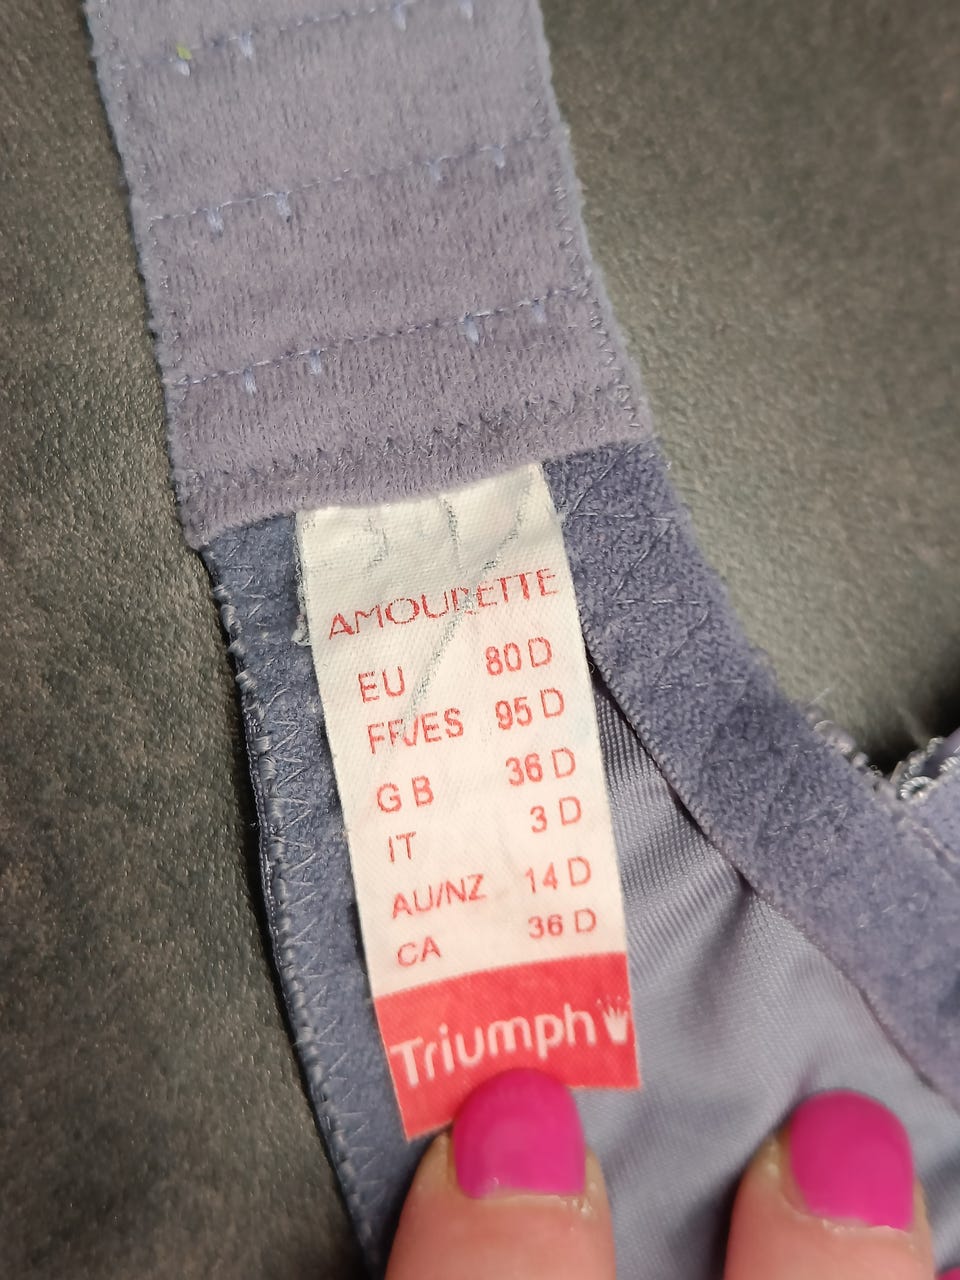 AMOURETTE
EU 80 D
FR/ES 95 D
GB 36 D
IT 3 D
AU/NZ 14 D
CA 36 D
Triumph